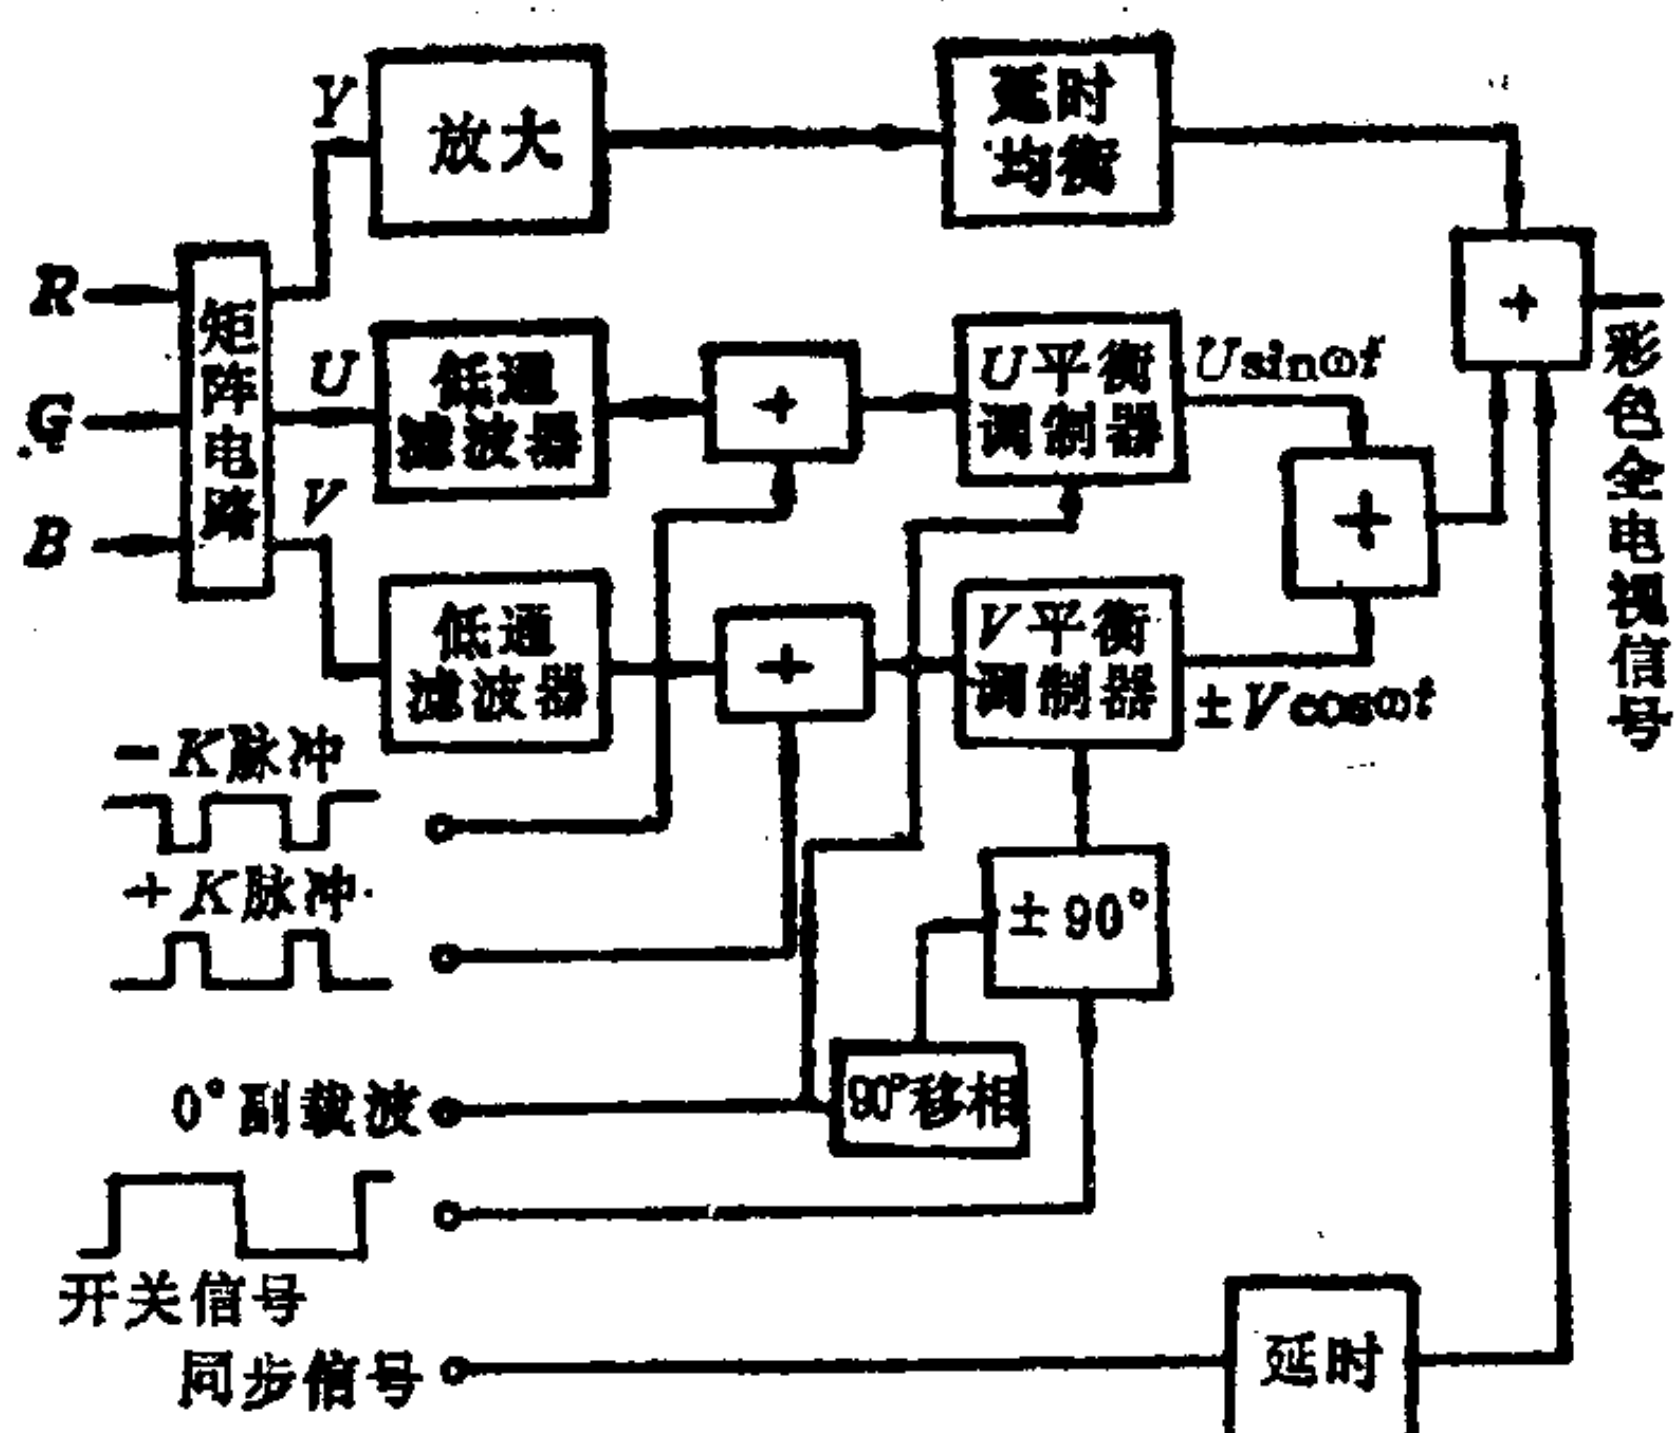 Y
放大
延时
均衡
R
G
B
矩阵电路
U
低通
滤波器
+
U平衡
调制器
Usinωt
+
+
彩色全电视信号
V
低通
滤波器
+
V平衡
调制器
±Vcosωt
－K脉冲
＋K脉冲
±90°
0°副载波
90°移相
开关信号
同步信号
延时